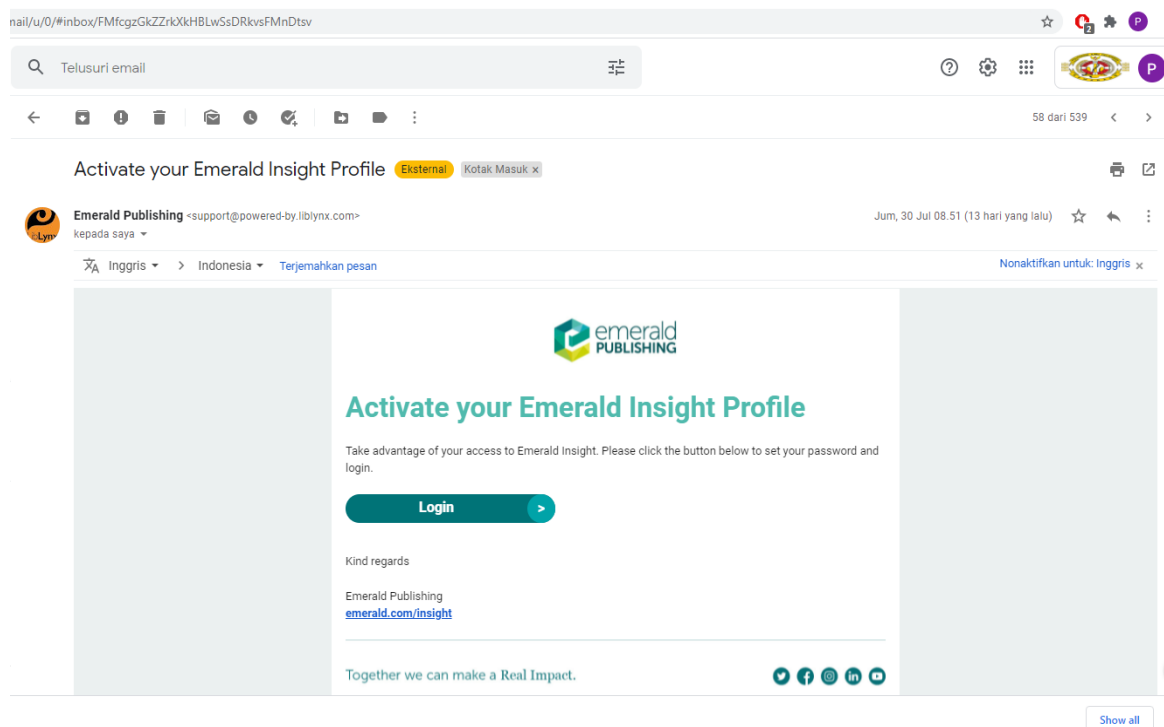 nail/u/0/#inbox/FMfcgzGkZZrkXkHBLwSsDRkvsFMnDtsv
2
P
Telusuri email
P
58 dari 539
Activate your Emerald Insight Profile Eksternal Kotak Masuk ×
Emerald Publishing <support@powered-by.liblynx.com> Jum, 30 Jul 08.51 (13 hari yang lalu)
kepada saya
Inggris > Indonesia Terjemahkan pesan Nonaktifkan untuk: Inggris ×
emerald
PUBLISHING
Activate your Emerald Insight Profile
Take advantage of your access to Emerald Insight. Please click the button below to set your password and
login.
Login >
Kind regards
Emerald Publishing
emerald.com/insight
Together we can make a Real Impact.
Show all